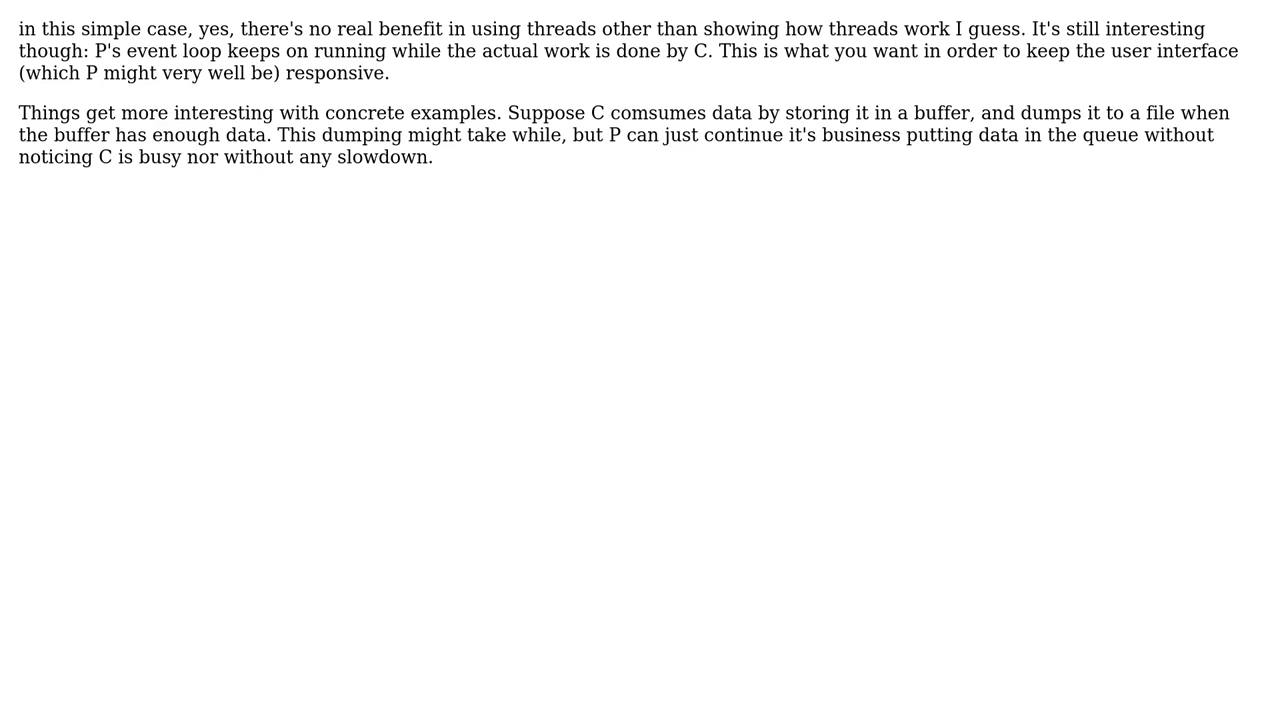 in this simple case, yes, there's no real benefit in using threads other than showing how threads work I guess. It's still interesting
though: P's event loop keeps on running while the actual work is done by C. This is what you want in order to keep the user interface
(which P might very well be) responsive.
Things get more interesting with concrete examples. Suppose C comsumes data by storing it in a buffer, and dumps it to a file when
the buffer has enough data. This dumping might take while, but P can just continue it's business putting data in the queue without
noticing C is busy nor without any slowdown.